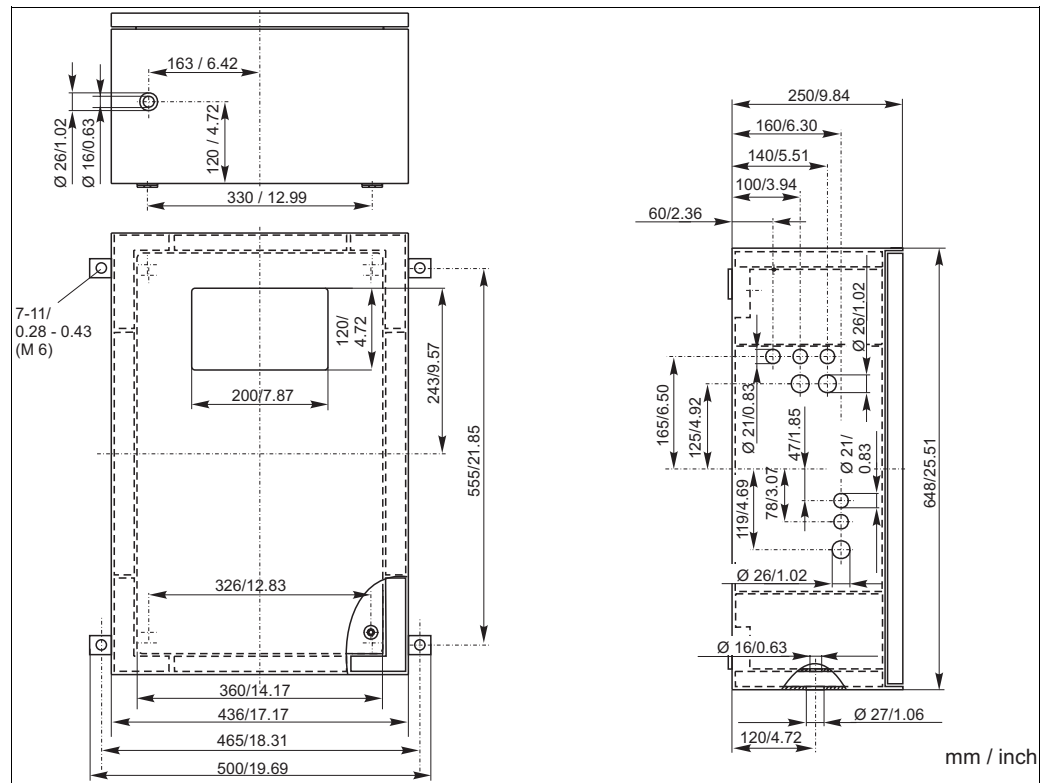 163 / 6.42
Ø 26/1.02
Ø 16/0.63
120 / 4.72
330 / 12.99
7-11/
0.28 - 0.43
(M 6)
120/
4.72
200/7.87
243/9.57
555/21.85
326/12.83
360/14.17
436/17.17
465/18.31
500/19.69
250/9.84
160/6.30
140/5.51
100/3.94
60/2.36
Ø 26/1.02
165/6.50
125/4.92
Ø 21/0.83
47/1.85
Ø 21/
0.83
119/4.69
78/3.07
648/25.51
Ø 26/1.02
Ø 16/0.63
Ø 27/1.06
120/4.72
mm / inch